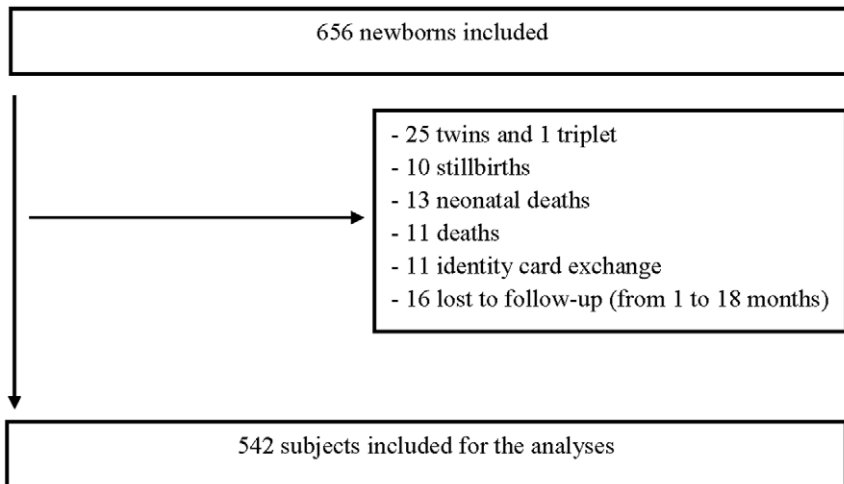 656 newborns included
- 25 twins and 1 triplet
- 10 stillbirths
- 13 neonatal deaths
- 11 deaths
- 11 identity card exchange
- 16 lost to follow-up (from 1 to 18 months)
542 subjects included for the analyses